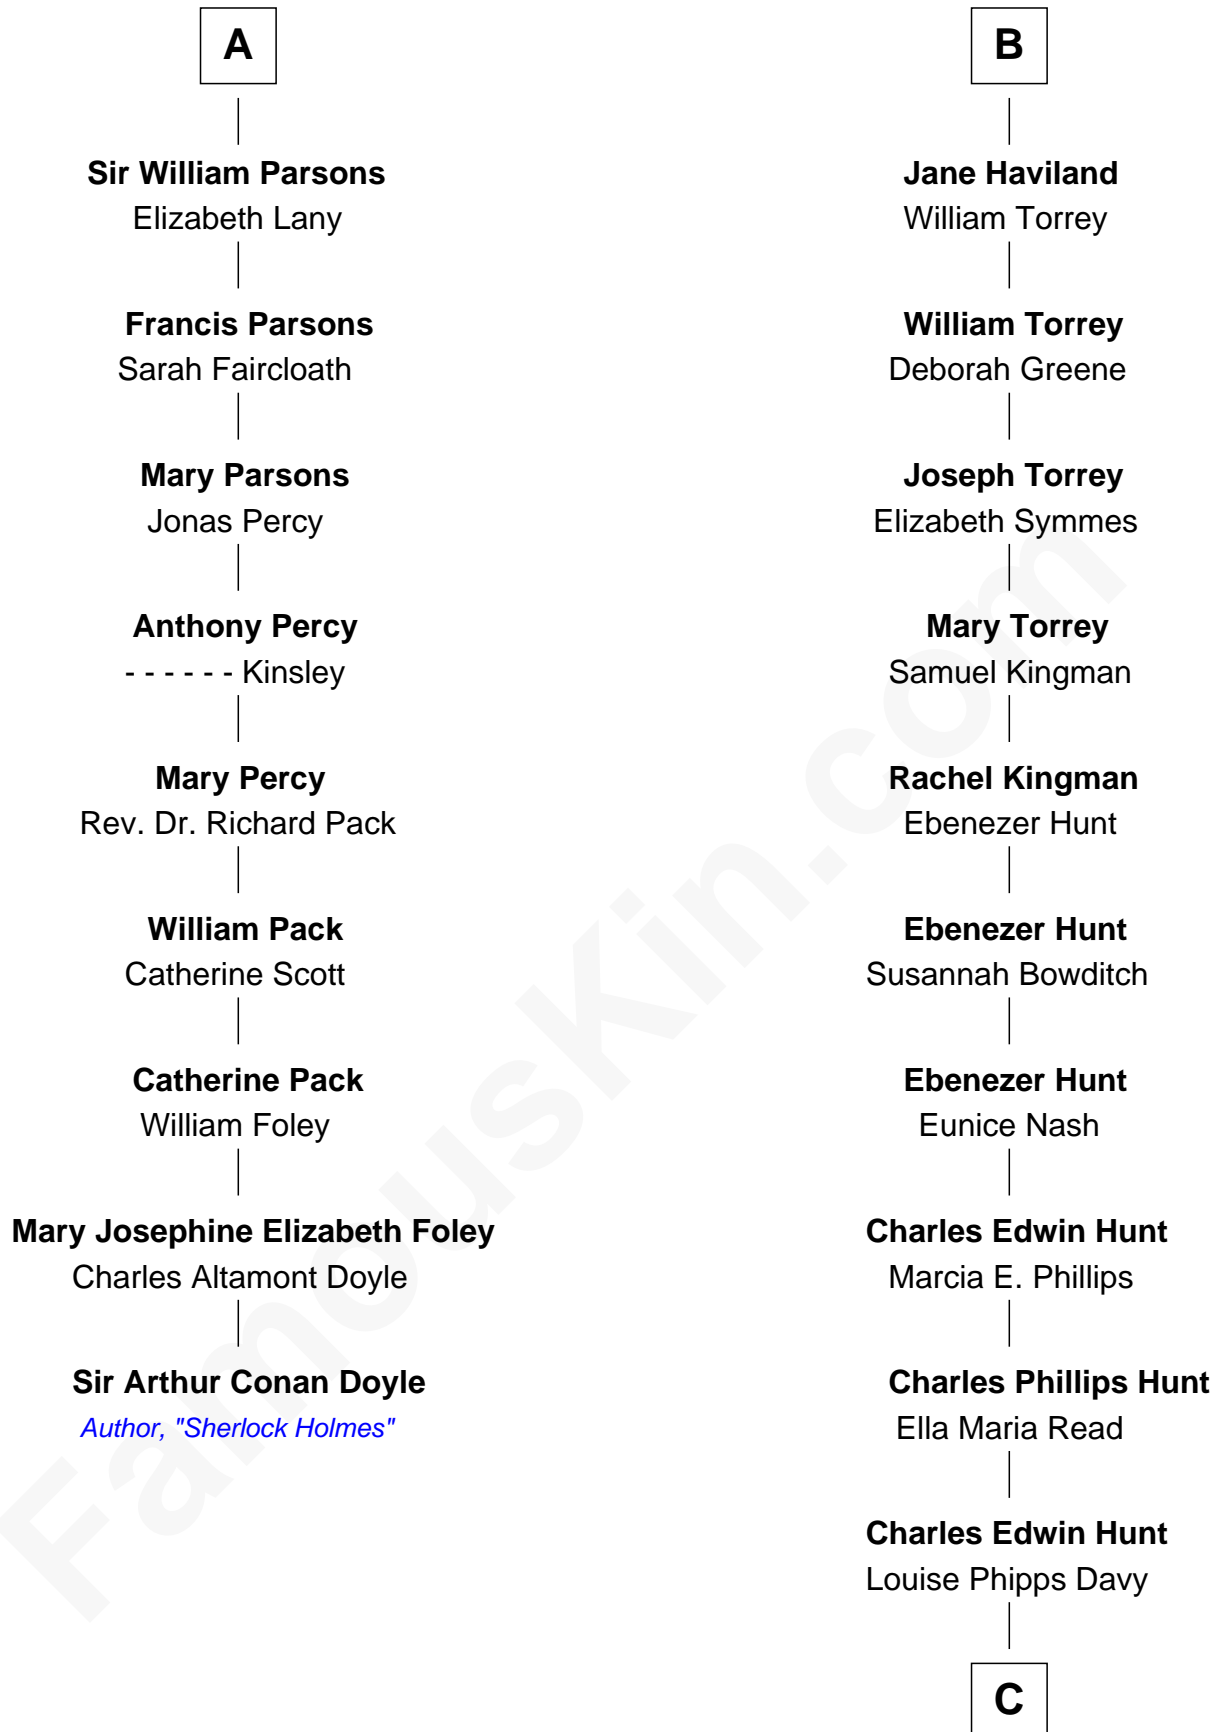 A
Sir William Parsons
Elizabeth Lany
Francis Parsons
Sarah Faircloath
Mary Parsons
Jonas Percy
Anthony Percy
- - - - - - Kinsley
Mary Percy
Rev. Dr. Richard Pack
William Pack
Catherine Scott
Catherine Pack
William Foley
Mary Josephine Elizabeth Foley
Charles Altamont Doyle
Sir Arthur Conan Doyle
Author, "Sherlock Holmes"
B
Jane Haviland
William Torrey
William Torrey
Deborah Greene
Joseph Torrey
Elizabeth Symmes
Mary Torrey
Samuel Kingman
Rachel Kingman
Ebenezer Hunt
Ebenezer Hunt
Susannah Bowditch
Ebenezer Hunt
Eunice Nash
Charles Edwin Hunt
Marcia E. Phillips
Charles Phillips Hunt
Ella Maria Read
Charles Edwin Hunt
Louise Phipps Davy
C
FamousKin.com